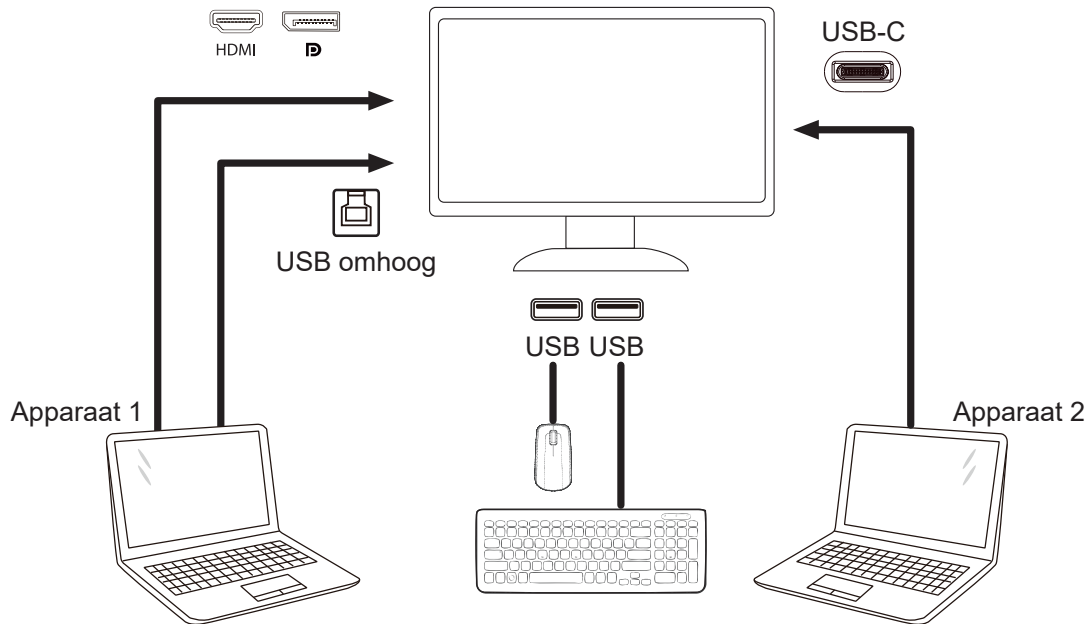 USB-C
HDMI
USB omhoog
USB USB
Apparaat 1
Apparaat 2